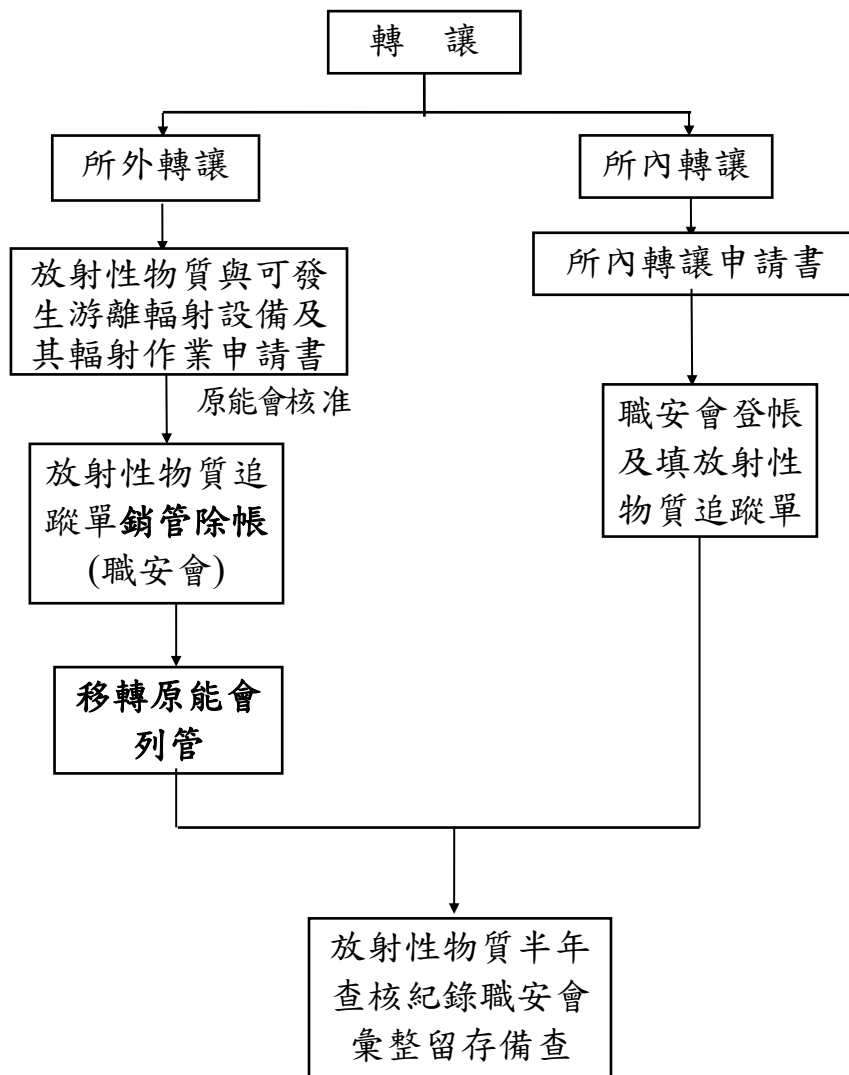 轉　讓
所外轉讓
所內轉讓
放射性物質與可發
生游離輻射設備及
其輻射作業申請書
所內轉讓申請書
原能會核准
放射性物質追
蹤單銷管除帳
(職安會)
職安會登帳
及填放射性
物質追蹤單
移轉原能會
列管
放射性物質半年
查核紀錄職安會
彙整留存備查